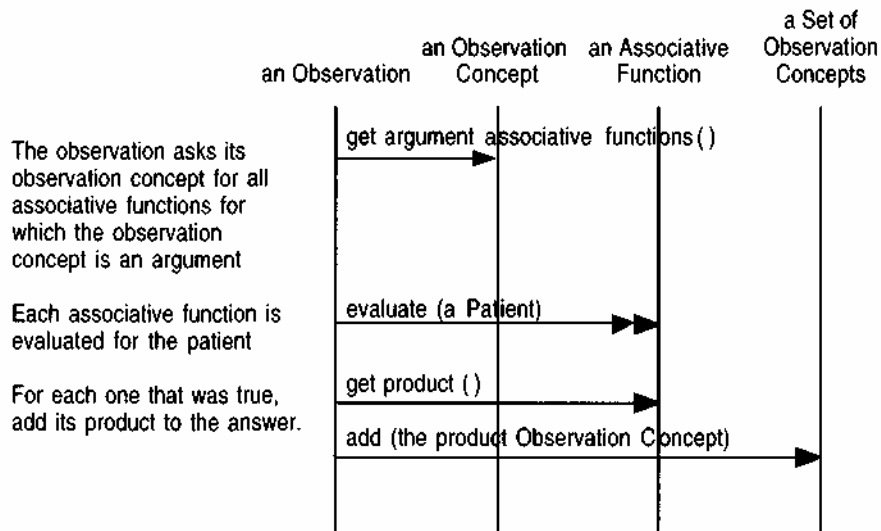 an Observation
an Observation
Concept
an Associative
Function
a Set of
Observation
Concepts
The observation asks its
observation concept for all
associative functions for
which the observation
concept is an argument
get argument associative functions()
Each associative function is
evaluated for the patient
evaluate (a Patient)
For each one that was true,
add its product to the answer.
get product ()
add (the product Observation Concept)